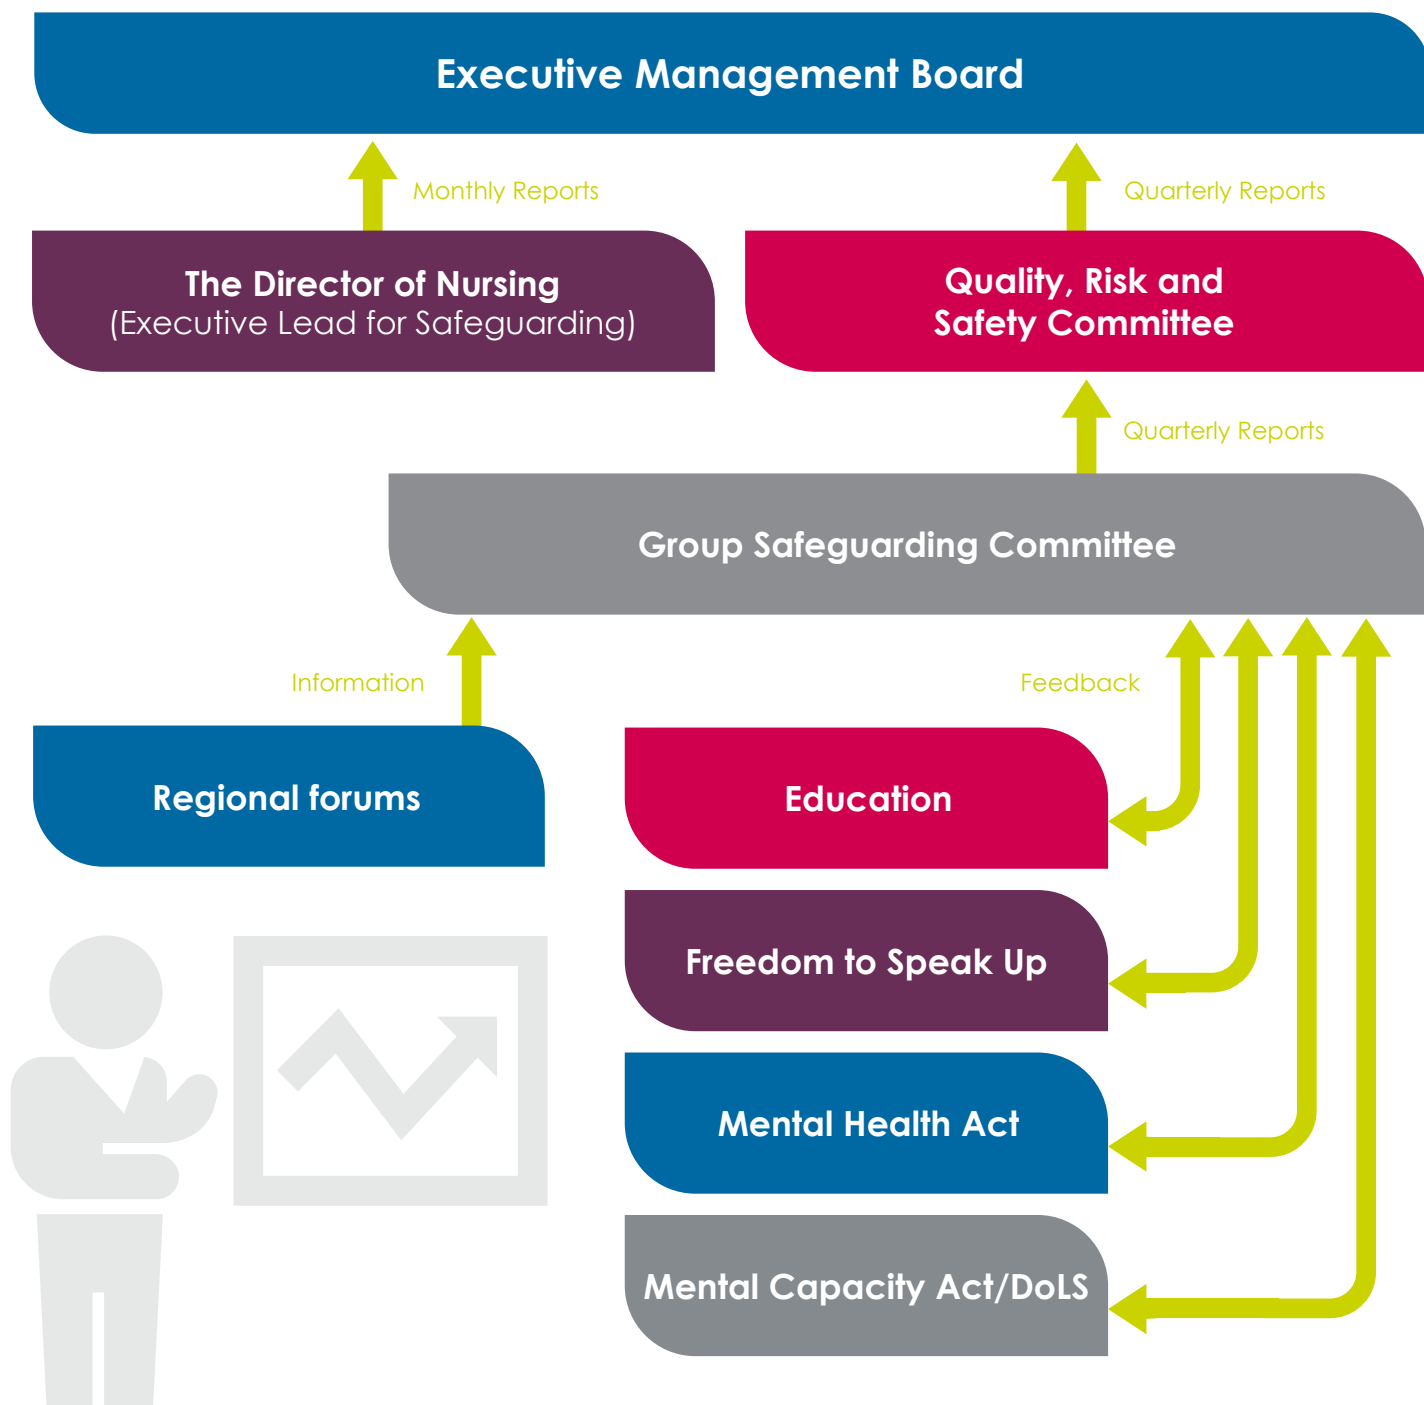 Executive Management Board
Monthly Reports
Quarterly Reports
The Director of Nursing
(Executive Lead for Safeguarding)
Quality, Risk and
Safety Committee
Quarterly Reports
Group Safeguarding Committee
Information
Feedback
Regional forums
Education
Freedom to Speak Up
Mental Health Act
Mental Capacity Act/DoLS